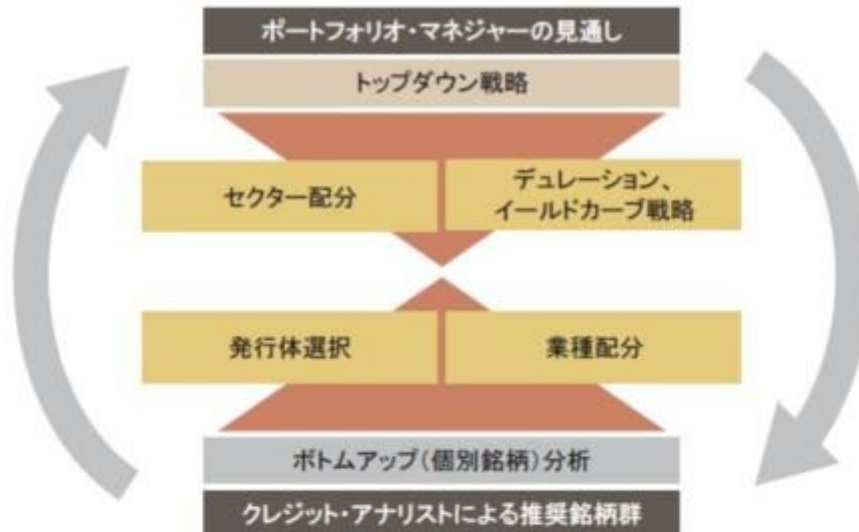 ポートフォリオ・マネジャーの見通し
トップダウン戦略
セクター配分
デュレーション、
イールドカーブ戦略
発行体選択
業種配分
ボトムアップ（個別銘柄）分析
クレジット・アナリストによる推奨銘柄群